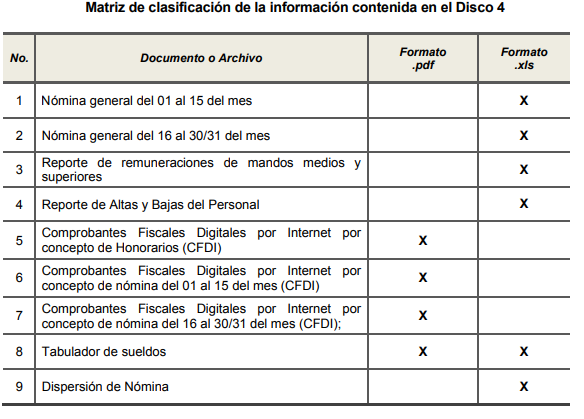 Matriz de clasificación de la información contenida en el Disco 4
No. Documento o Archivo Formato .pdf Formato .xls
1 Nómina general del 01 al 15 del mes X
2 Nómina general del 16 al 30/31 del mes X
3 Reporte de remuneraciones de mandos medios y
superiores X
4 Reporte de Altas y Bajas del Personal X
5 Comprobantes Fiscales Digitales por Internet por
concepto de Honorarios (CFDI) X
6 Comprobantes Fiscales Digitales por Internet por
concepto de nómina del 01 al 15 del mes (CFDI) X
7 Comprobantes Fiscales Digitales por Internet por
concepto de nómina del 16 al 30/31 del mes (CFDI); X
8 Tabulador de sueldos X X
9 Dispersión de Nómina X